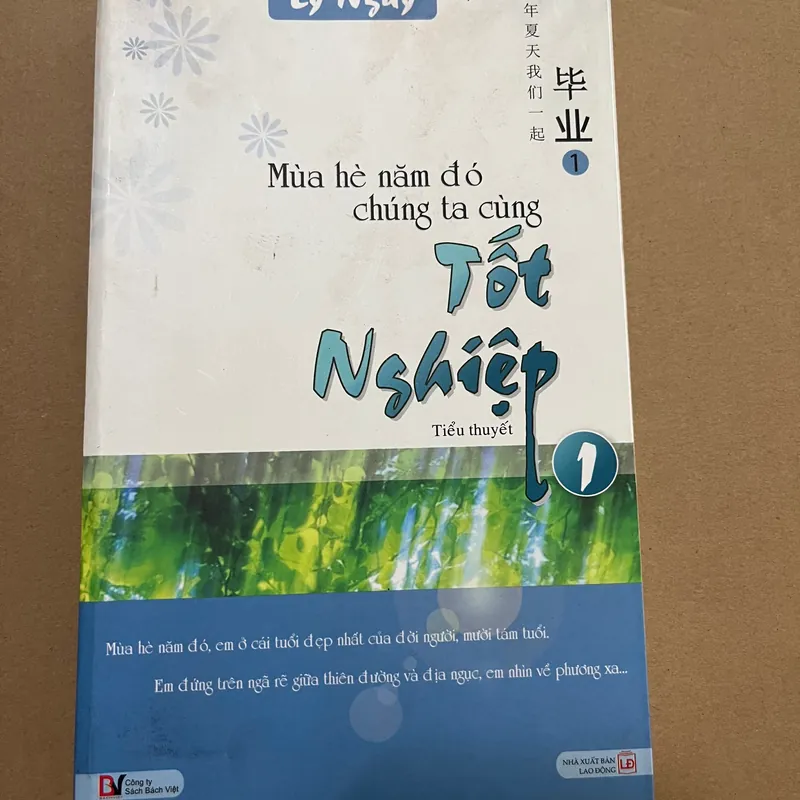 Lý Ngụy
年夏天我们一起
毕业
1
Mùa hè năm đó
chúng ta cùng
Tốt
Nghiệp
Tiểu thuyết
1
Mùa hè năm đó, em ở cái tuổi đẹp nhất của đời người, mười tám tuổi.
Em đứng trên ngã rẽ giữa thiên đường và địa ngục, em nhìn về phương xa...
BV
Công ty
Sách Bách Việt
NHÀ XUẤT BẢN
LAO ĐỘNG
LĐ